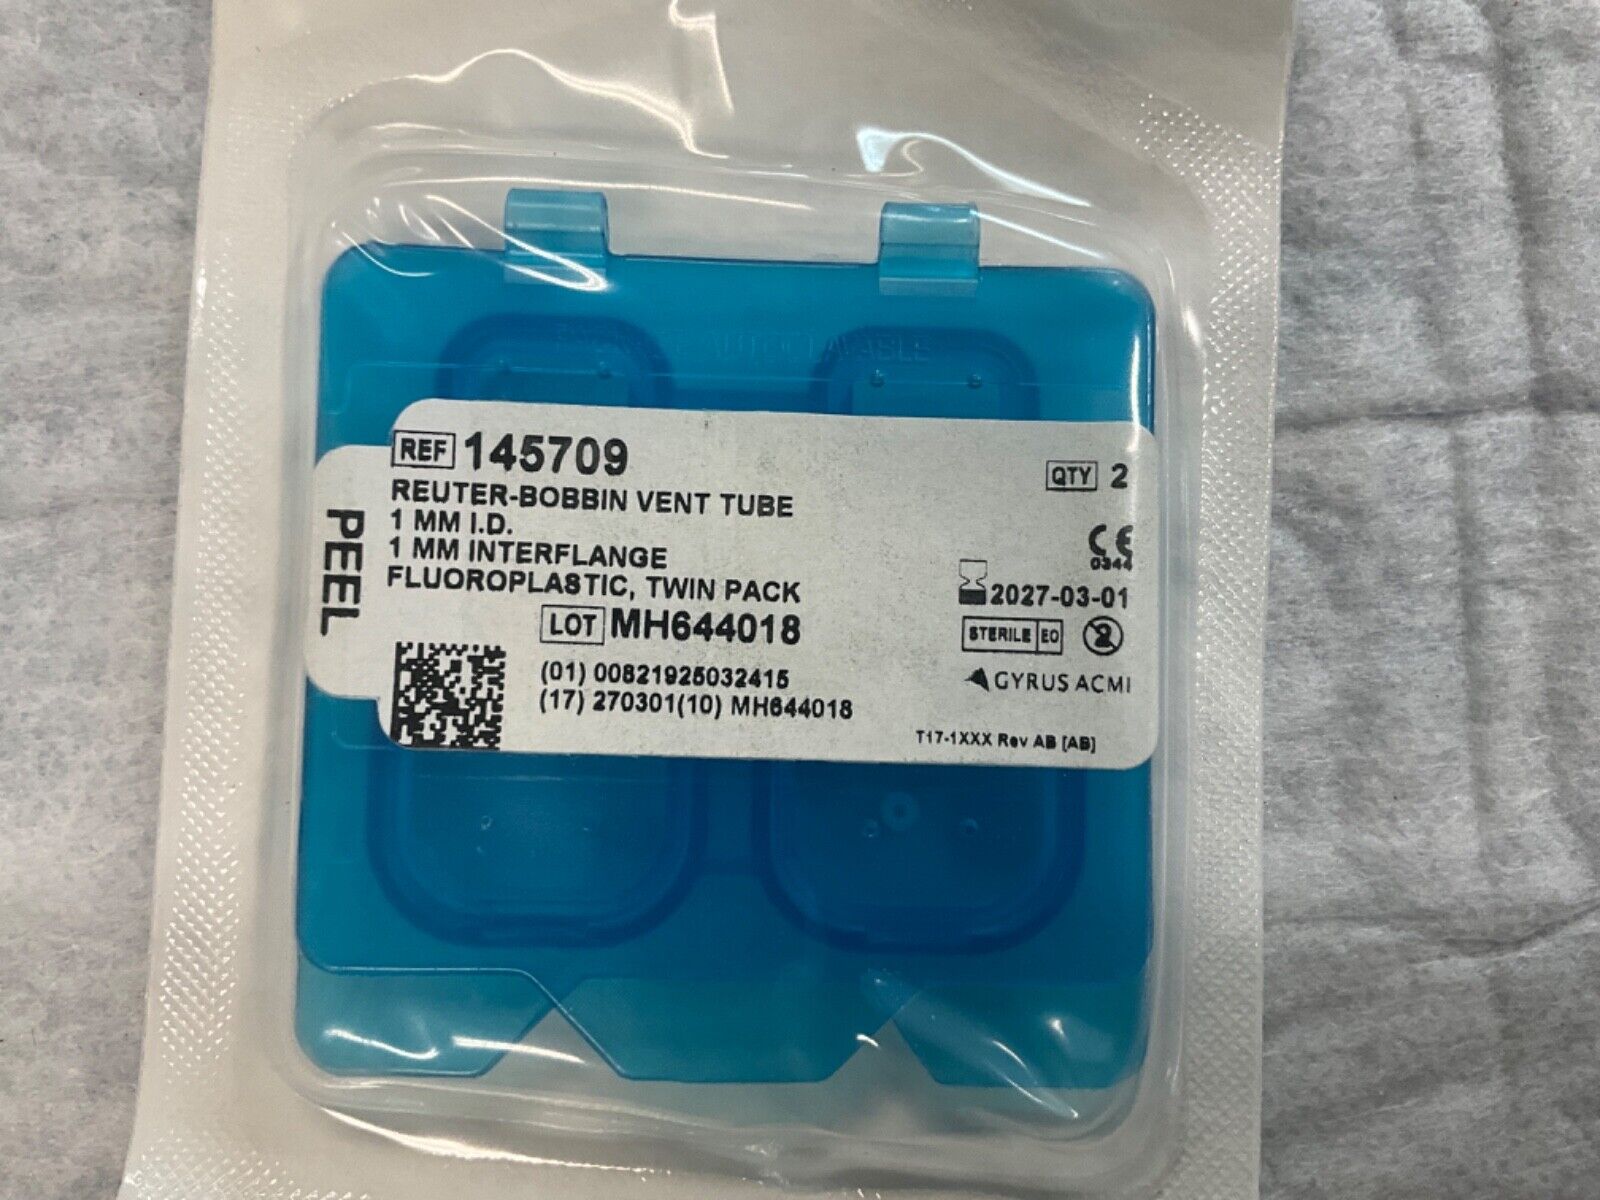 AUTOCLAVABLE
REF 145709
QTY 2
REUTER-BOBBIN VENT TUBE
1 MM I.D.
1 MM INTERFLANGE
FLUOROPLASTIC, TWIN PACK
LOT MH644018
(01) 00821925032415
(17) 270301(10) MH644018
PEEL
CE
0344
2027-03-01
STERILE EO
2
GYRUS ACMI
T17-1XXX Rev AB [AB]